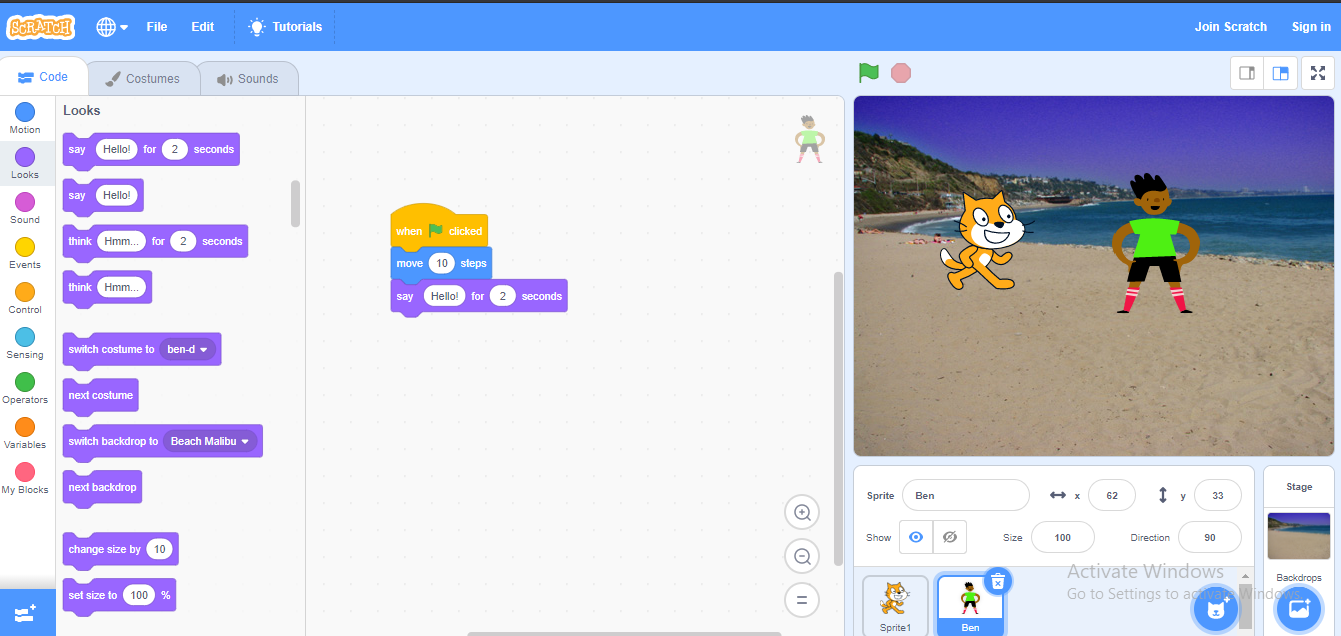 SCRATCH File Edit Tutorials Join Scratch Sign in
Code Costumes Sounds
Motion
Looks
Sound
Events
Control
Sensing
Operators
Variables
My Blocks
Looks
say Hello! for 2 seconds
say Hello!
think Hmm... for 2 seconds
think Hmm...
switch costume to ben-d
next costume
switch backdrop to Beach Malibu
next backdrop
change size by 10
set size to 100 %
when clicked
move 10 steps
say Hello! for 2 seconds
Sprite Ben x 62 y 33
Show Size 100 Direction 90
Sprite1
Ben
Stage
Backdrops
Activate Windows
Go to Settings to activate Windows.